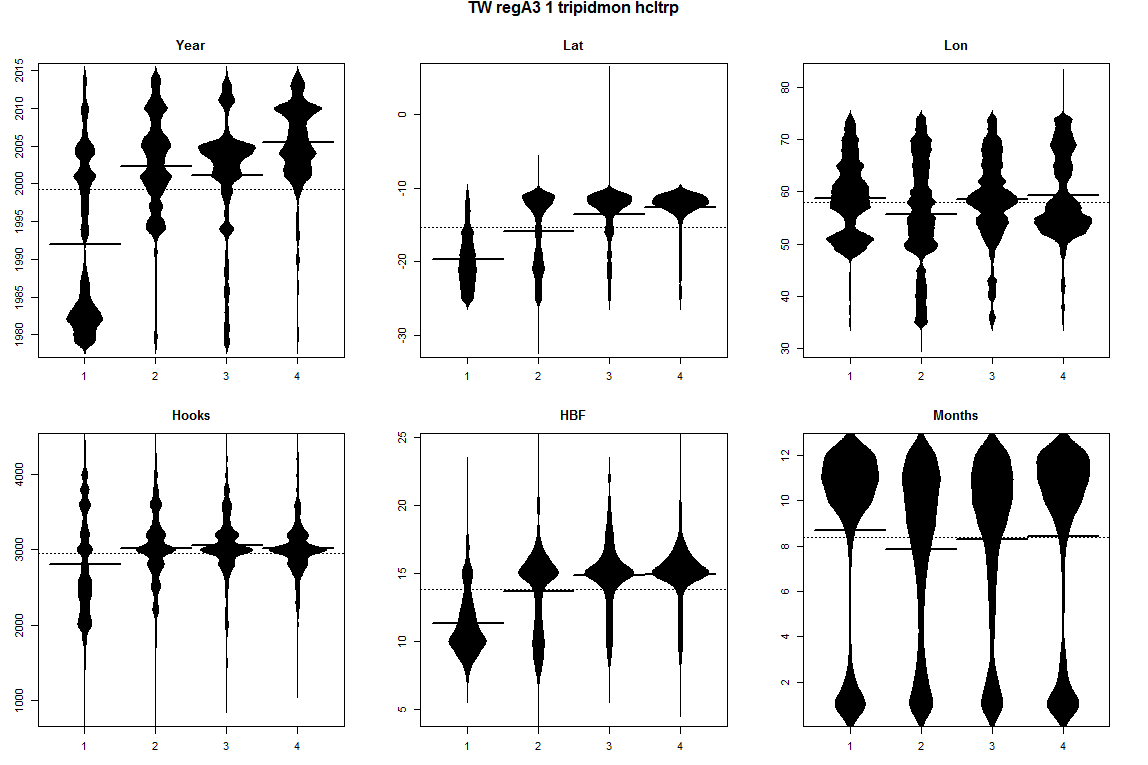 TW regA3 1 tripidmon hcltrp
Year
Lat
Lon
1980 1985 1990 1995 2000 2005 2010 2015
1 2 3 4
-30 -20 -10 0
1 2 3 4
30 40 50 60 70 80
1 2 3 4
Hooks
HBF
Months
1000 2000 3000 4000
1 2 3 4
5 10 15 20 25
1 2 3 4
2 4 6 8 10 12
1 2 3 4